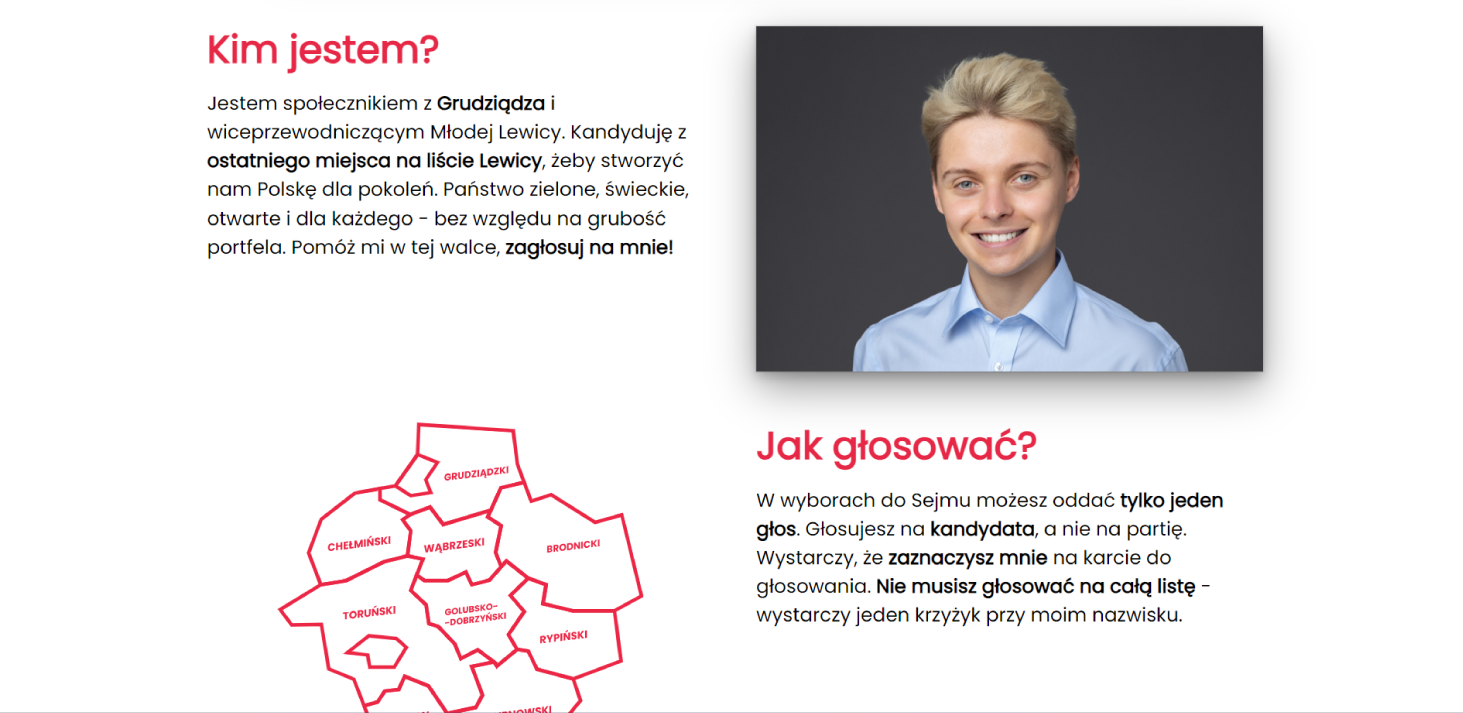 Kim jestem?
Jestem społecznikiem z Grudziądza i
wiceprzewodniczącym Młodej Lewicy. Kandyduję z
ostatniego miejsca na liście Lewicy, żeby stworzyć
nam Polskę dla pokoleń. Państwo zielone, świeckie,
otwarte i dla każdego - bez względu na grubość
portfela. Pomóż mi w tej walce, zagłosuj na mnie!
Jak głosować?
W wyborach do Sejmu możesz oddać tylko jeden
głos. Głosujesz na kandydata, a nie na partię.
Wystarczy, że zaznaczysz mnie na karcie do
głosowania. Nie musisz głosować na całą listę -
wystarczy jeden krzyżyk przy moim nazwisku.
GRUDZIĄDZKI
CHEŁMIŃSKI
WĄBRZESKI
BRODNICKI
TORUŃSKI
GOLUBSKO-
-DOBRZYŃSKI
RYPIŃSKI